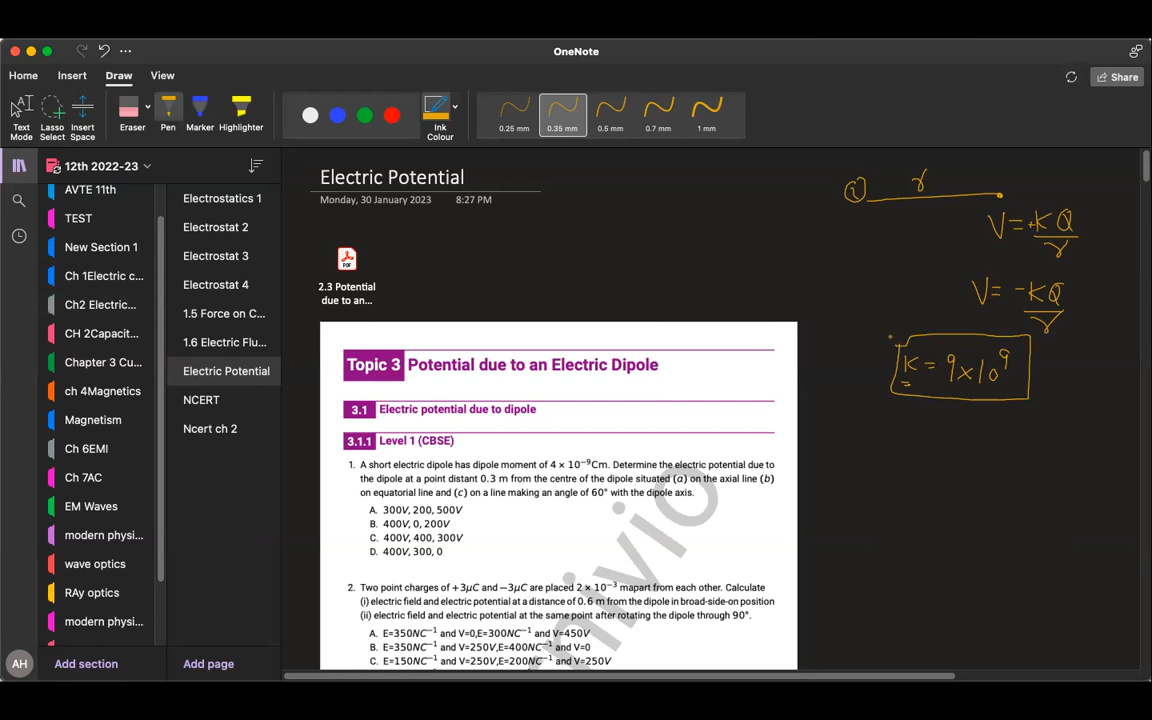 OneNote
Home Insert Draw View
Share
Text Mode
Lasso Select
Insert Space
Eraser
Pen
Marker
Highlighter
Ink Colour
0.25 mm
0.35 mm
0.5 mm
0.7 mm
1 mm
12th 2022-23
AVTE 11th
TEST
New Section 1
Ch 1Electric c...
Ch2 Electric...
CH 2Capacit...
Chapter 3 Cu...
ch 4Magnetics
Magnetism
Ch 6EMI
Ch 7AC
EM Waves
modern physi...
wave optics
RAy optics
modern physi...
Add section
AH
Electrostatics 1
Electrostat 2
Electrostat 3
Electrostat 4
1.5 Force on C...
1.6 Electric Flu...
Electric Potential
NCERT
Ncert ch 2
Add page
Electric Potential
Monday, 30 January 2023 8:27 PM
PDF
2.3 Potential
due to an...
Topic 3 Potential due to an Electric Dipole
3.1 Electric potential due to dipole
3.1.1 Level 1 (CBSE)
1. A short electric dipole has dipole moment of 4 × 10⁻⁹Cm. Determine the electric potential due to
the dipole at a point distant 0.3 m from the centre of the dipole situated (a) on the axial line (b)
on equatorial line and (c) on a line making an angle of 60° with the dipole axis.
A. 300V, 200, 500V
B. 400V, 0, 200V
C. 400V, 400, 300V
D. 400V, 300, 0
2. Two point charges of +3μC and −3μC are placed 2 × 10⁻³ mapart from each other. Calculate
(i) electric field and electric potential at a distance of 0.6 m from the dipole in broad-side-on position
(ii) electric field and electric potential at the same point after rotating the dipole through 90°.
A. E=350NC⁻¹ and V=0,E=300NC⁻¹ and V=450V
B. E=350NC⁻¹ and V=250V,E=400NC⁻¹ and V=0
C. E=150NC⁻¹ and V=250V,E=200NC⁻¹ and V=250V
r
V = +KQ
r
V = -KQ
r
K = 9×10⁹